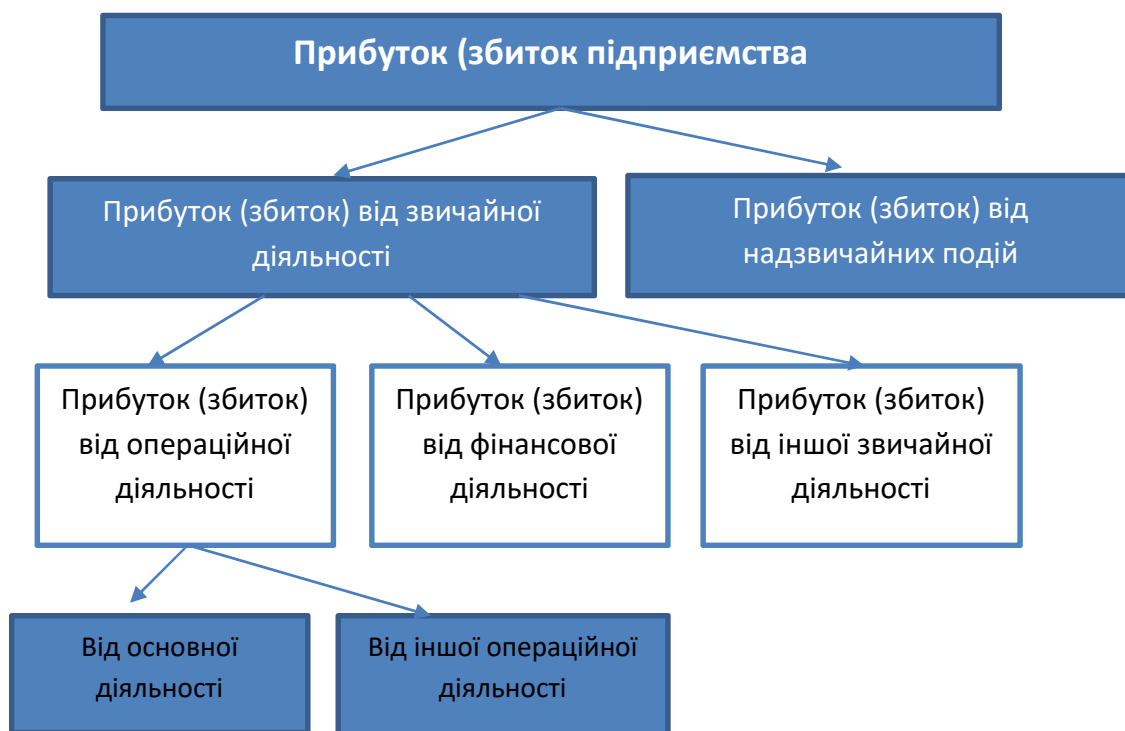 Прибуток (збиток підприємства
Прибуток (збиток) від звичайної
діяльності
Прибуток (збиток) від
надзвичайних подій
Прибуток (збиток)
від операційної
діяльності
Прибуток (збиток)
від фінансової
діяльності
Прибуток (збиток)
від іншої звичайної
діяльності
Від основної
діяльності
Від іншої операційної
діяльності